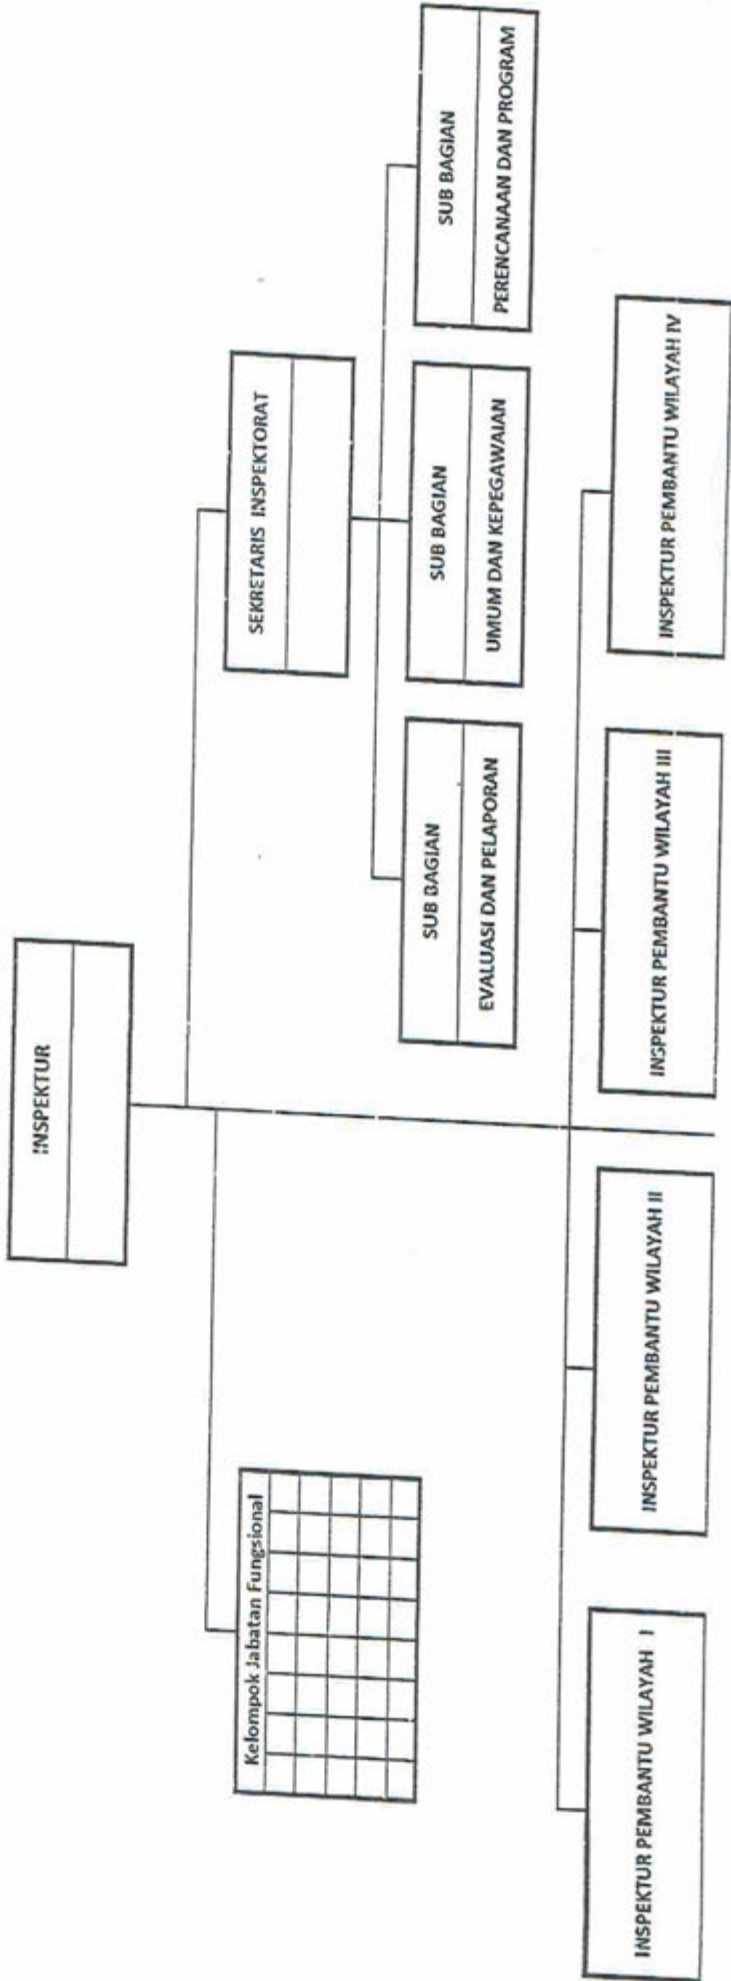 INSPEKTUR
SEKRETARIS INSPEKTORAT
Kelompok Jabatan Fungsional
SUB BAGIAN
EVALUASI DAN PELAPORAN
SUB BAGIAN
UMUM DAN KEPEGAWAIAN
SUB BAGIAN
PERENCANAAN DAN PROGRAM
INSPEKTUR PEMBANTU WILAYAH I
INSPEKTUR PEMBANTU WILAYAH II
INSPEKTUR PEMBANTU WILAYAH III
INSPEKTUR PEMBANTU WILAYAH IV